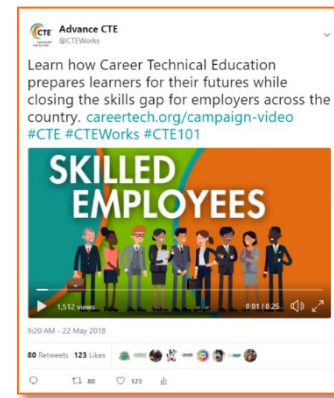 Advance CTE
@CTEWorks
Learn how Career Technical Education
prepares learners for their futures while
closing the skills gap for employers across the
country. careertech.org/campaign-video
#CTE #CTEWorks #CTE101
SKILLED
EMPLOYEES
1,512 views
0:01 / 0:25
9:20 AM - 22 May 2018
80 Retweets 123 Likes
80 123